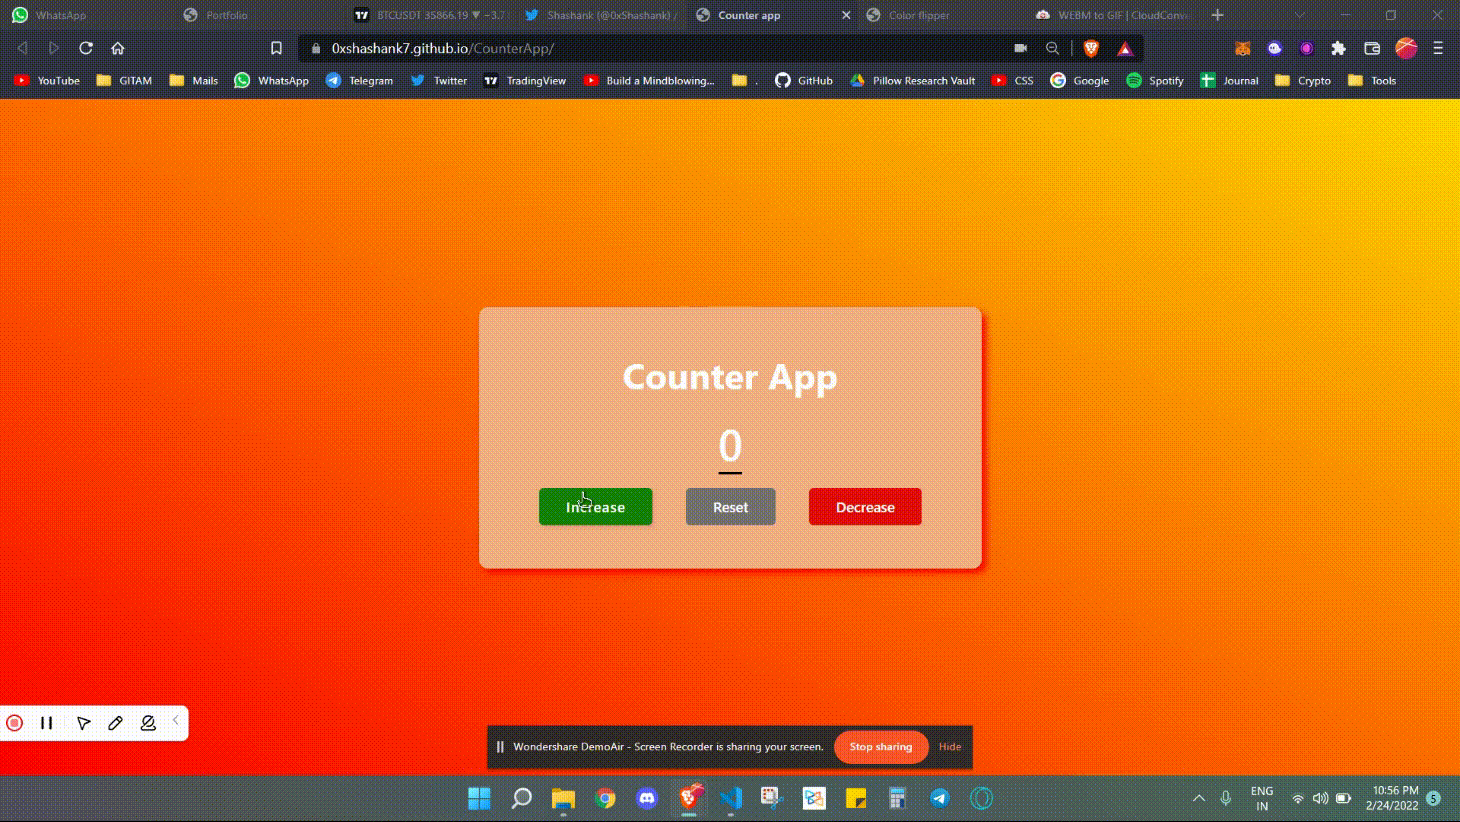 WhatsApp
Portfolio
BTCUSDT 35866.19 ▼ −3.7
Shashank (@0xShashank) /
Counter app
Color flipper
WEBM to GIF | CloudConve
0xshashank7.github.io/CounterApp/
YouTube
GITAM
Mails
WhatsApp
Telegram
Twitter
TradingView
Build a Mindblowing...
.
GitHub
Pillow Research Vault
CSS
Google
Spotify
Journal
Crypto
Tools
Counter App
0
Increase
Reset
Decrease
Wondershare DemoAir - Screen Recorder is sharing your screen.
Stop sharing
Hide
ENG
IN
10:56 PM
2/24/2022
5